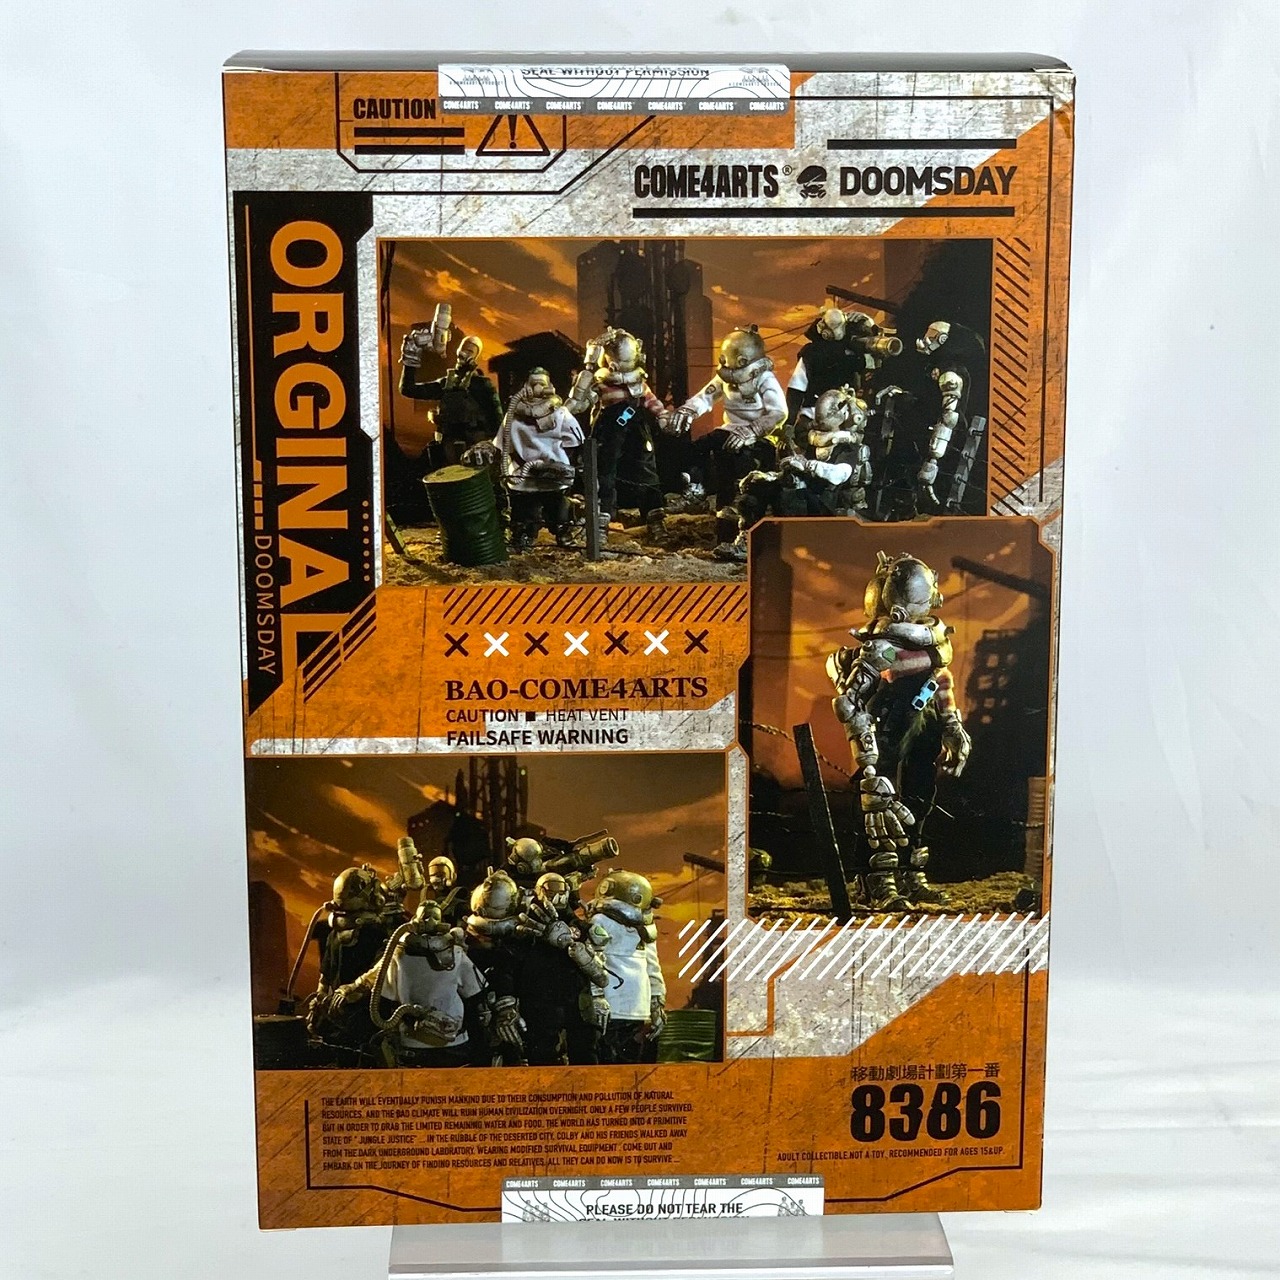 SEAL WITHOUT PERMISSION
COME4ARTS COME4ARTS COME4ARTS COME4ARTS COME4ARTS COME4ARTS COME4ARTS
CAUTION
COME4ARTS® DOOMSDAY
ORGINAL
DOOMSDAY
BAO-COME4ARTS
CAUTION ■ HEAT VENT
FAILSAFE WARNING
THE EARTH WILL EVENTUALLY PUNISH MANKIND DUE TO THEIR CONSUMPTION AND POLLUTION OF NATURAL
RESOURCES. AND THE BAD CLIMATE WILL RUIN HUMAN CIVILIZATION OVERNIGHT. ONLY A FEW PEOPLE SURVIVED,
BUT IN ORDER TO GRAB THE LIMITED REMAINING WATER AND FOOD, THE WORLD HAS TURNED INTO A PRIMITIVE
STATE OF " JUNGLE JUSTICE" ... IN THE RUBBLE OF THE DESERTED CITY, COLBY AND HIS FRIENDS WALKED AWAY
FROM THE DARK UNDERGROUND LABORATORY, WEARING MODIFIED SURVIVAL EQUIPMENT , COME OUT AND
EMBARK ON THE JOURNEY OF FINDING RESOURCES AND RELATIVES, ALL THEY CAN DO NOW IS TO SURVIVE ...
移動劇場計劃第一番
8386
ADULT COLLECTIBLE.NOT A TOY. RECOMMENDED FOR AGES 15&UP.
COME4ARTS COME4ARTS COME4ARTS COME4ARTS COME4ARTS COME4ARTS COME4ARTS
PLEASE DO NOT TEAR THE
SEAL WITHOUT PERMISSION